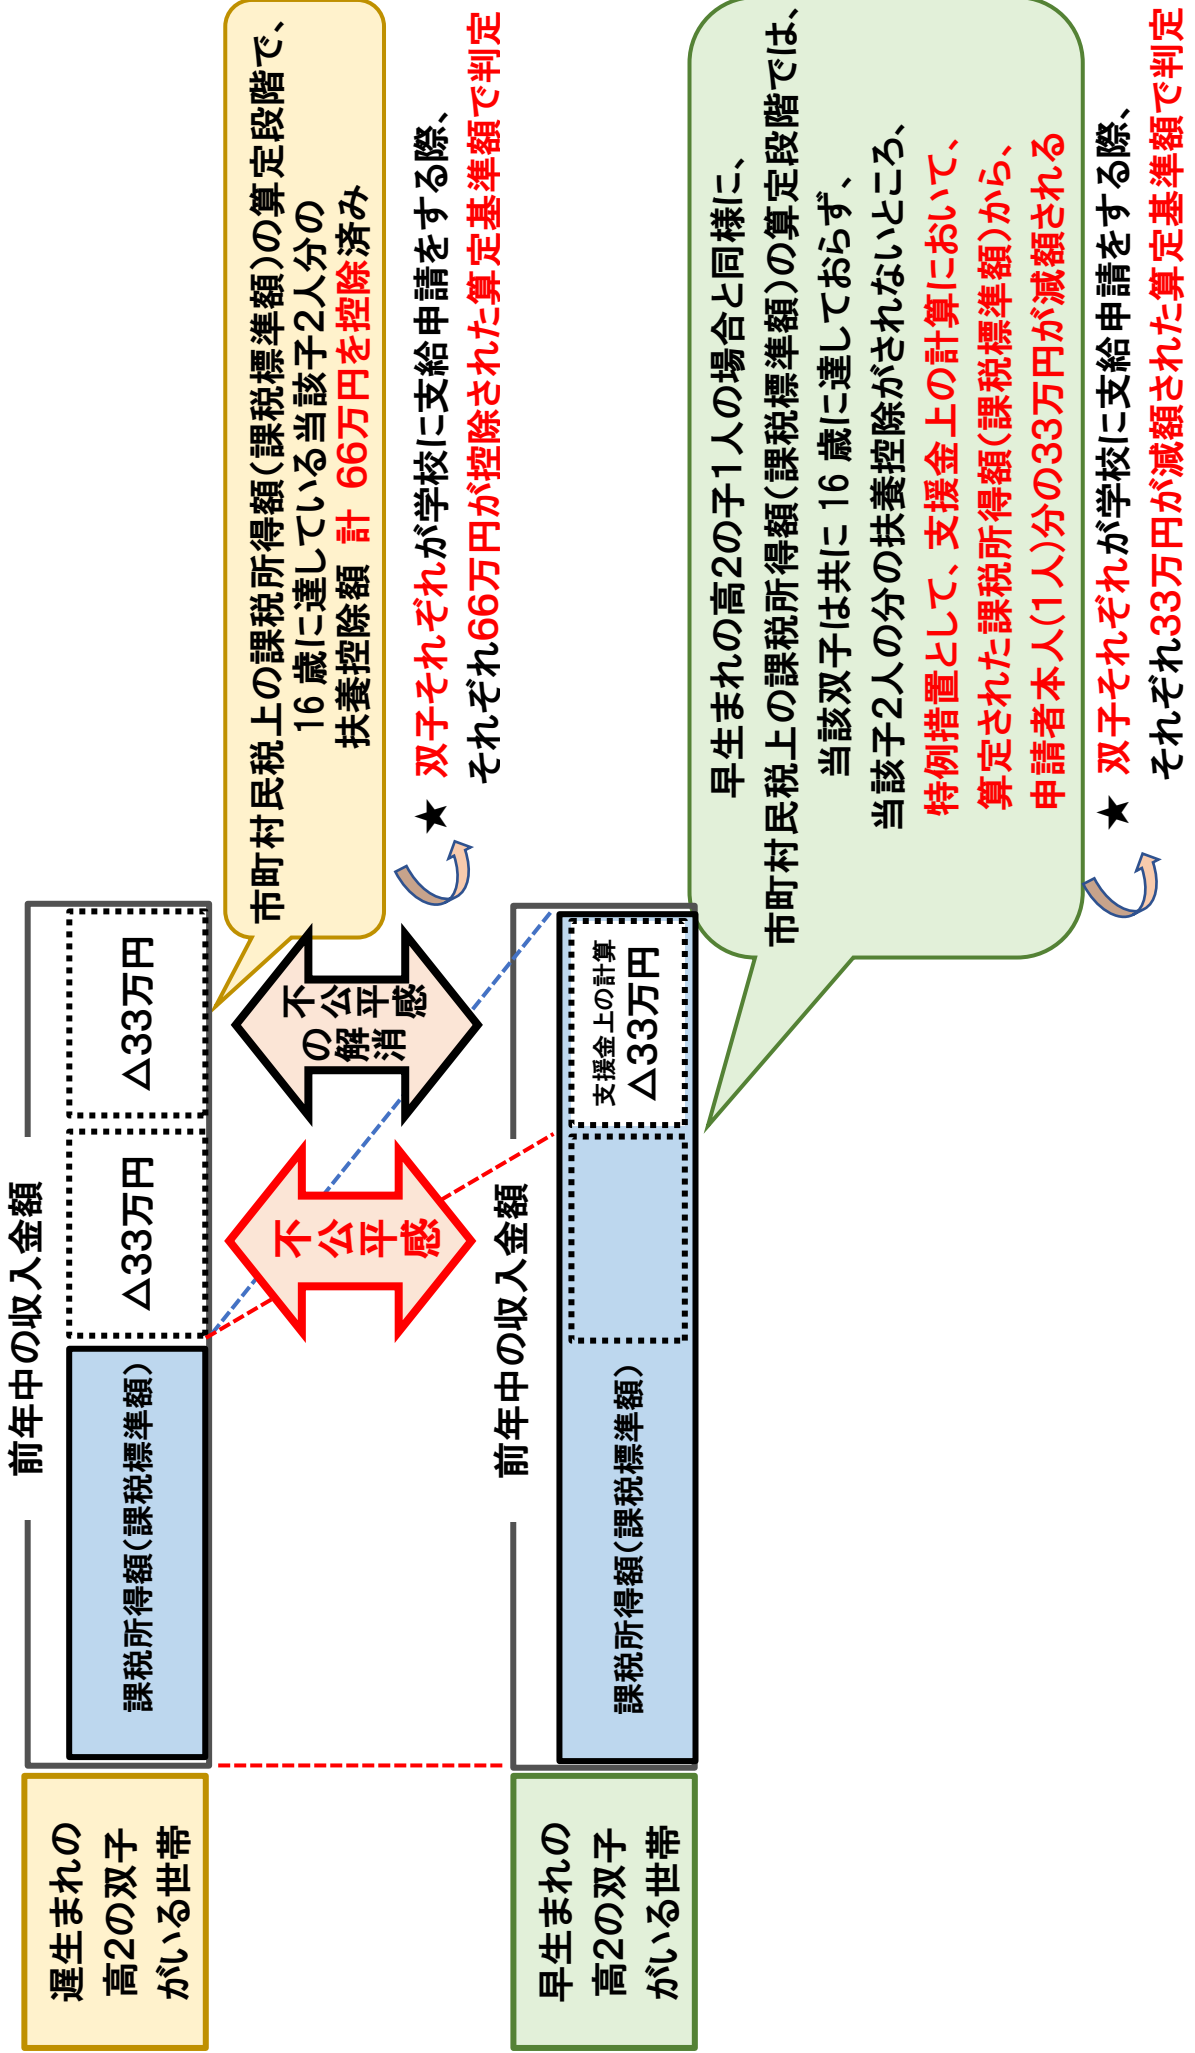 遅生まれの
高2の双子
がいる世帯
前年中の収入金額
課税所得額（課税標準額）
△33万円
△33万円
市町村民税上の課税所得額（課税標準額）の算定段階で、
16 歳に達している当該子2人分の
扶養控除額 計 66万円を控除済み
★ 双子それぞれが学校に支給申請をする際、
それぞれ66万円が控除された算定基準額で判定
不公平感
不公平感
の解消
早生まれの
高2の双子
がいる世帯
前年中の収入金額
課税所得額（課税標準額）
支援金上の計算
△33万円
早生まれの高2の子1人の場合と同様に、
市町村民税上の課税所得額（課税標準額）の算定段階では、
当該双子は共に 16 歳に達しておらず、
当該子2人の分の扶養控除がされないところ、
特例措置として、支援金上の計算において、
算定された課税所得額（課税標準額）から、
申請者本人（1人）分の33万円が減額される
★ 双子それぞれが学校に支給申請をする際、
それぞれ33万円が減額された算定基準額で判定